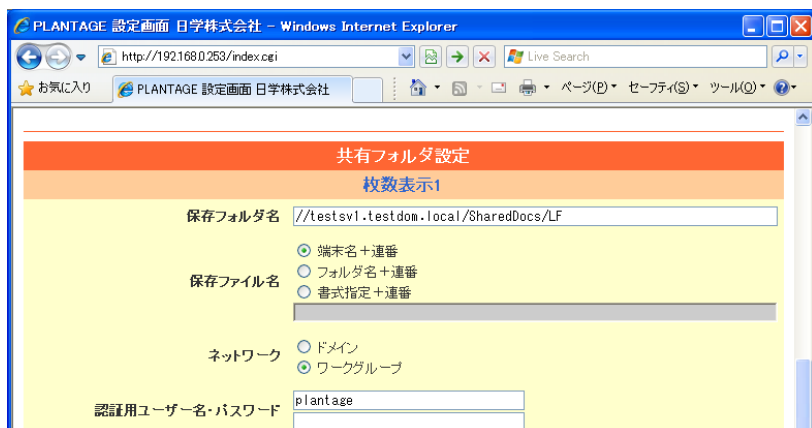 PLANTAGE 設定画面 日学株式会社 - Windows Internet Explorer
http://192.168.0.253/index.cgi
Live Search
お気に入り
PLANTAGE 設定画面 日学株式会社
ページ(P)
セーフティ(S)
ツール(O)
共有フォルダ設定
枚数表示1
保存フォルダ名
//testsv1.testdom.local/SharedDocs/LF
保存ファイル名
端末名+連番
フォルダ名+連番
書式指定+連番
ネットワーク
ドメイン
ワークグループ
認証用ユーザー名・パスワード
plantage